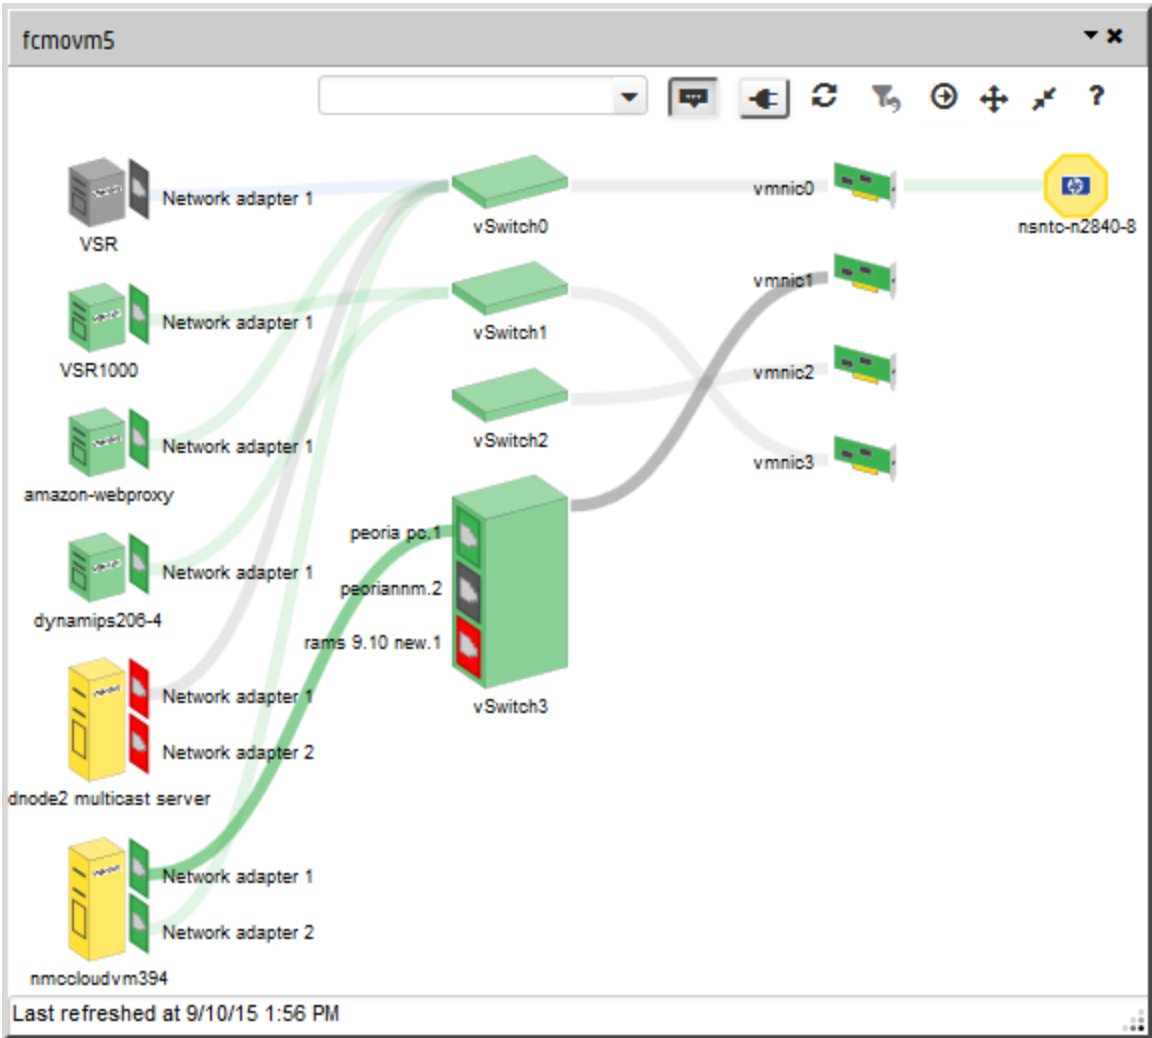 fcmovm5
?
Network adapter 1
VSR
Network adapter 1
VSR1000
Network adapter 1
amazon-webproxy
Network adapter 1
dynamips206-4
Network adapter 1
Network adapter 2
dnode2 multicast server
Network adapter 1
Network adapter 2
nmccloudvm394
vSwitch0
vSwitch1
vSwitch2
peoria pc.1
peoriannm.2
rams 9.10 new.1
vSwitch3
vmnic0
vmnic1
vmnic2
vmnic3
hp
nsntc-n2840-8
Last refreshed at 9/10/15 1:56 PM